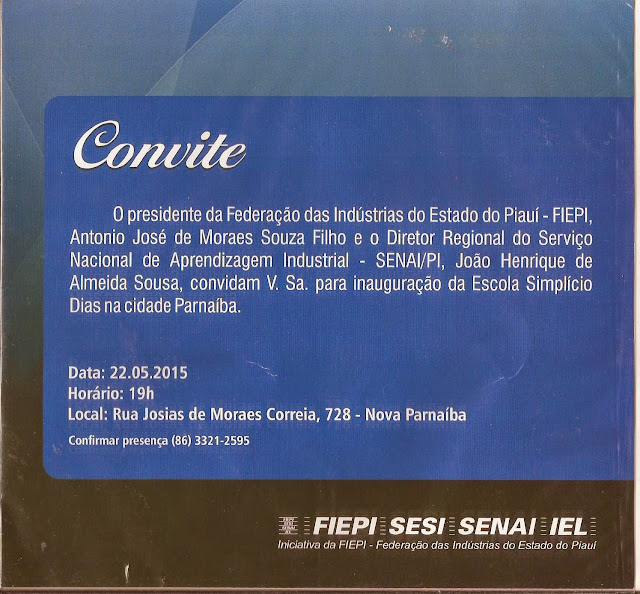 Convite
O presidente da Federação das Indústrias do Estado do Piauí - FIEPI,
Antonio José de Moraes Souza Filho e o Diretor Regional do Serviço
Nacional de Aprendizagem Industrial - SENAI/PI, João Henrique de
Almeida Sousa, convidam V. Sa. para inauguração da Escola Simplício
Dias na cidade Parnaíba.
Data: 22.05.2015
Horário: 19h
Local: Rua Josias de Moraes Correia, 728 - Nova Parnaíba
Confirmar presença (86) 3321-2595
FIEPI SESI SENAI IEL FIEPI SESI SENAI IEL
Iniciativa da FIEPI - Federação das Indústrias do Estado do Piauí